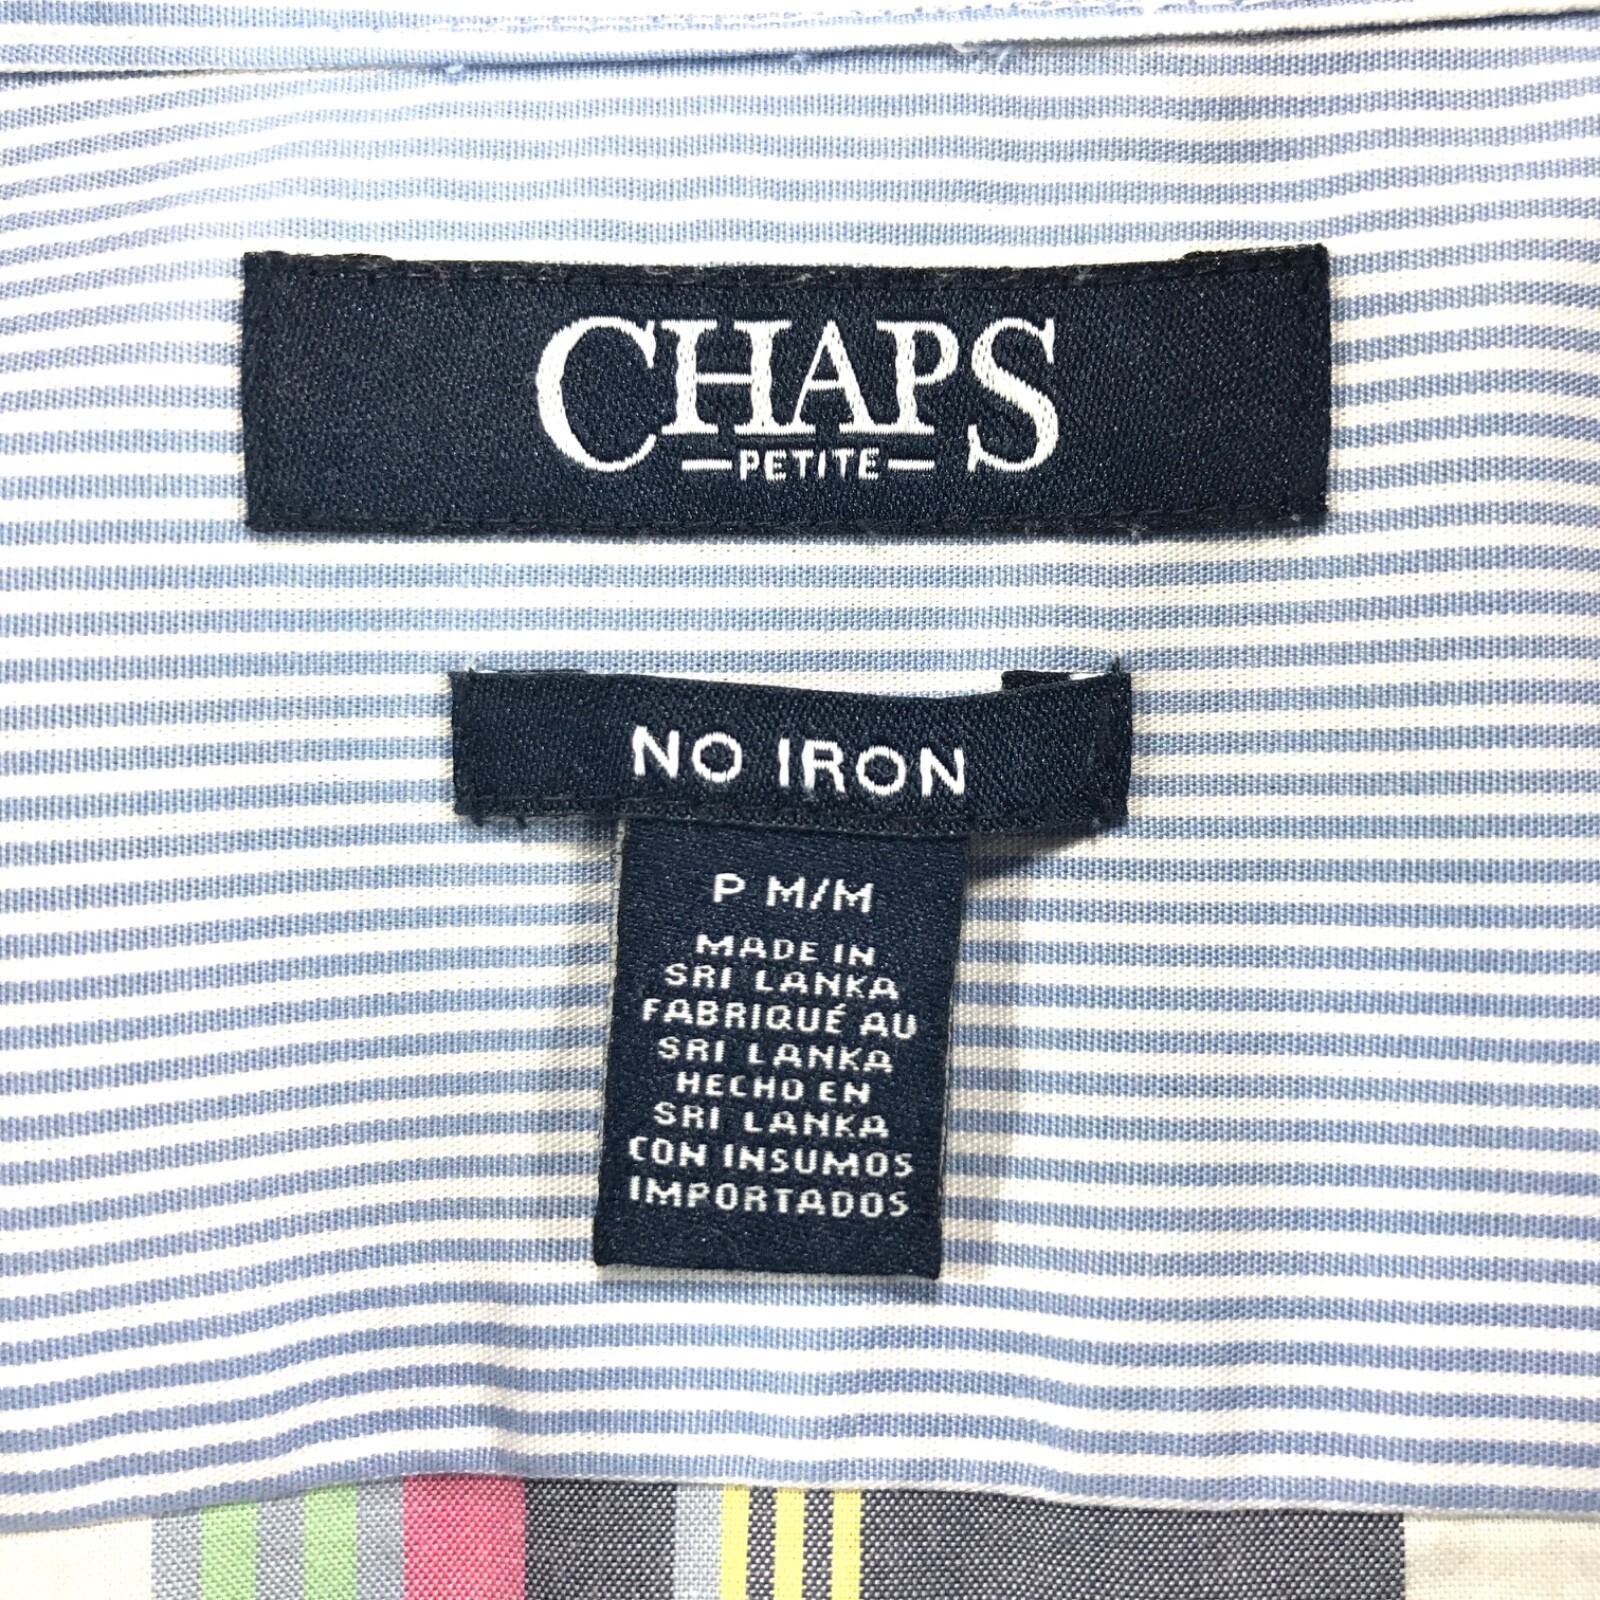 CHAPS
PETITE
NO IRON
P M/M
MADE IN
SRI LANKA
FABRIQUÉ AU
SRI LANKA
HECHO EN
SRI LANKA
CON INSUMOS
IMPORTADOS